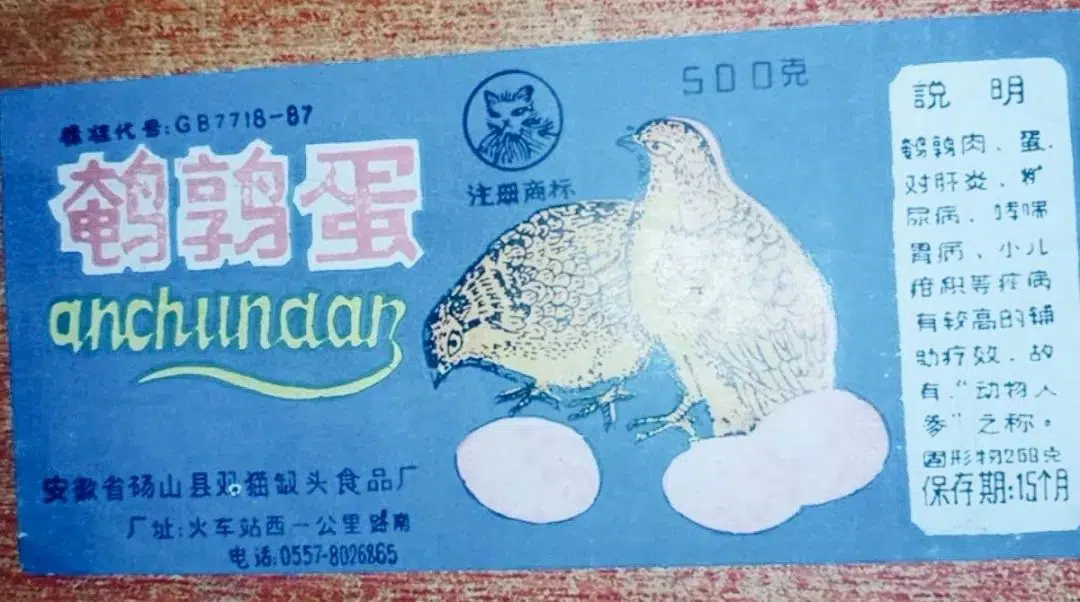 500克
标准代号:GB7718-87
鹌鹑蛋
anchundan
注册商标
安徽省砀山县双猫罐头食品厂
厂址:火车站西一公里路南
电话:0557-8026865
説 明
鹌鹑肉、蛋,
对肝炎、糖
尿病、哮喘
胃病、小儿
疳积等症病
有较高的辅
助疗效.故
有“动物人
参”之称。
固形物268克
保存期:15个月